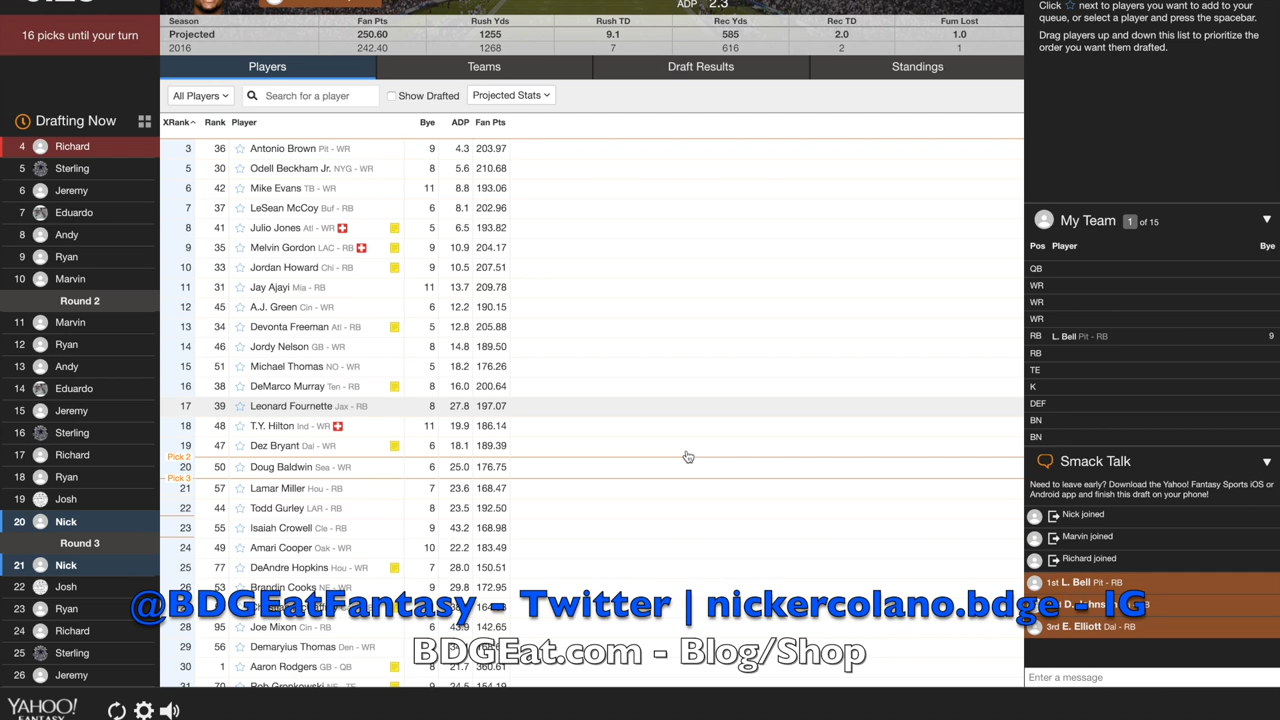 16 picks until your turn
Drafting Now
4 Richard
5 Sterling
6 Jeremy
7 Eduardo
8 Andy
9 Ryan
10 Marvin
Round 2
11 Marvin
12 Ryan
13 Andy
14 Eduardo
15 Jeremy
16 Sterling
17 Richard
18 Ryan
19 Josh
20 Nick
Round 3
21 Nick
22 Josh
23 Ryan
24 Richard
25 Sterling
26 Jeremy
YAHOO!
FANTASY
ADP 2.3
Season Fan Pts Rush Yds Rush TD Rec Yds Rec TD Fum Lost
Projected 250.60 1255 9.1 585 2.0 1.0
2016 242.40 1268 7 616 2 1
Players Teams Draft Results Standings
All Players Search for a player Show Drafted Projected Stats
XRank Rank Player Bye ADP Fan Pts
3 36 Antonio Brown Pit - WR 9 4.3 203.97
5 30 Odell Beckham Jr. NYG - WR 8 5.6 210.68
6 42 Mike Evans TB - WR 11 8.8 193.06
7 37 LeSean McCoy Buf - RB 6 8.1 202.96
8 41 Julio Jones Atl - WR 5 6.5 193.82
9 35 Melvin Gordon LAC - RB 9 10.9 204.17
10 33 Jordan Howard Chi - RB 9 10.5 207.51
11 31 Jay Ajayi Mia - RB 11 13.7 209.78
12 45 A.J. Green Cin - WR 6 12.2 190.15
13 34 Devonta Freeman Atl - RB 5 12.8 205.88
14 46 Jordy Nelson GB - WR 8 14.8 189.50
15 51 Michael Thomas NO - WR 5 18.2 176.26
16 38 DeMarco Murray Ten - RB 8 16.0 200.64
17 39 Leonard Fournette Jax - RB 8 27.8 197.07
18 48 T.Y. Hilton Ind - WR 11 19.9 186.14
19 47 Dez Bryant Dal - WR 6 18.1 189.39
Pick 2
20 50 Doug Baldwin Sea - WR 6 25.0 176.75
Pick 3
21 57 Lamar Miller Hou - RB 7 23.6 168.47
22 44 Todd Gurley LAR - RB 8 23.5 192.50
23 55 Isaiah Crowell Cle - RB 9 43.2 168.98
24 49 Amari Cooper Oak - WR 10 22.2 183.49
25 77 DeAndre Hopkins Hou - WR 7 28.0 150.51
26 53 Brandin Cooks NE - WR 9 29.8 172.95
@BDGEatFantasy - Twitter | nickercolano.bdge - IG
28 95 Joe Mixon Cin - RB 142.65
29 56 Demaryius Thomas Den - WR
BDGEat.com - Blog/Shop
30 1 Aaron Rodgers GB - QB 8 21.7 360.61
31 Rob Gronkowski NE - TE 9 24.5 154.19
Click next to players you want to add to your
queue, or select a player and press the spacebar.
Drag players up and down this list to prioritize the
order you want them drafted.
My Team 1 of 15
Pos Player Bye
QB
WR
WR
WR
RB L. Bell Pit - RB 9
RB
TE
K
DEF
BN
BN
Smack Talk
Need to leave early? Download the Yahoo! Fantasy Sports iOS or
Android app and finish this draft on your phone!
Nick joined
Marvin joined
Richard joined
1st L. Bell Pit - RB
D. Johnson
3rd E. Elliott Dal - RB
Enter a message